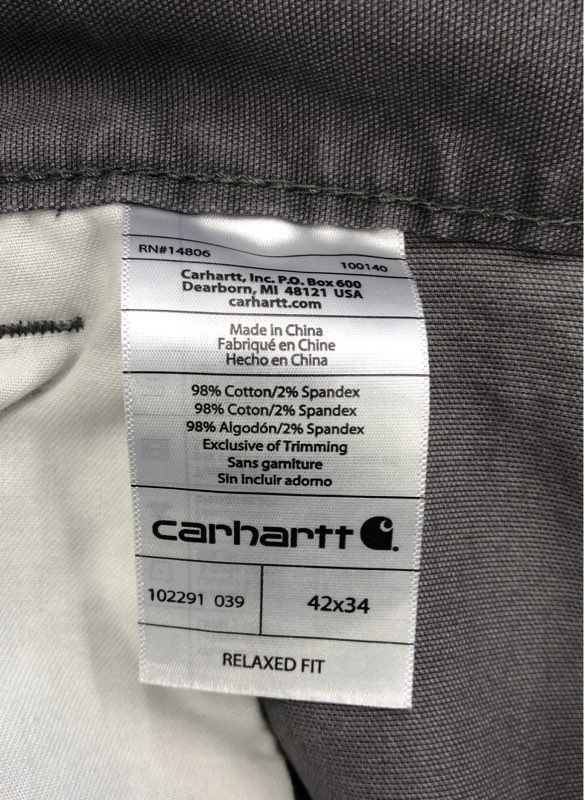 RN#14806 100140
Carhartt, Inc. P.O. Box 600
Dearborn, MI 48121 USA
carhartt.com
Made in China
Fabriqué en Chine
Hecho en China
98% Cotton/2% Spandex
98% Coton/2% Spandex
98% Algodón/2% Spandex
Exclusive of Trimming
Sans garniture
Sin incluir adorno
carhartt
102291 039 42x34
RELAXED FIT